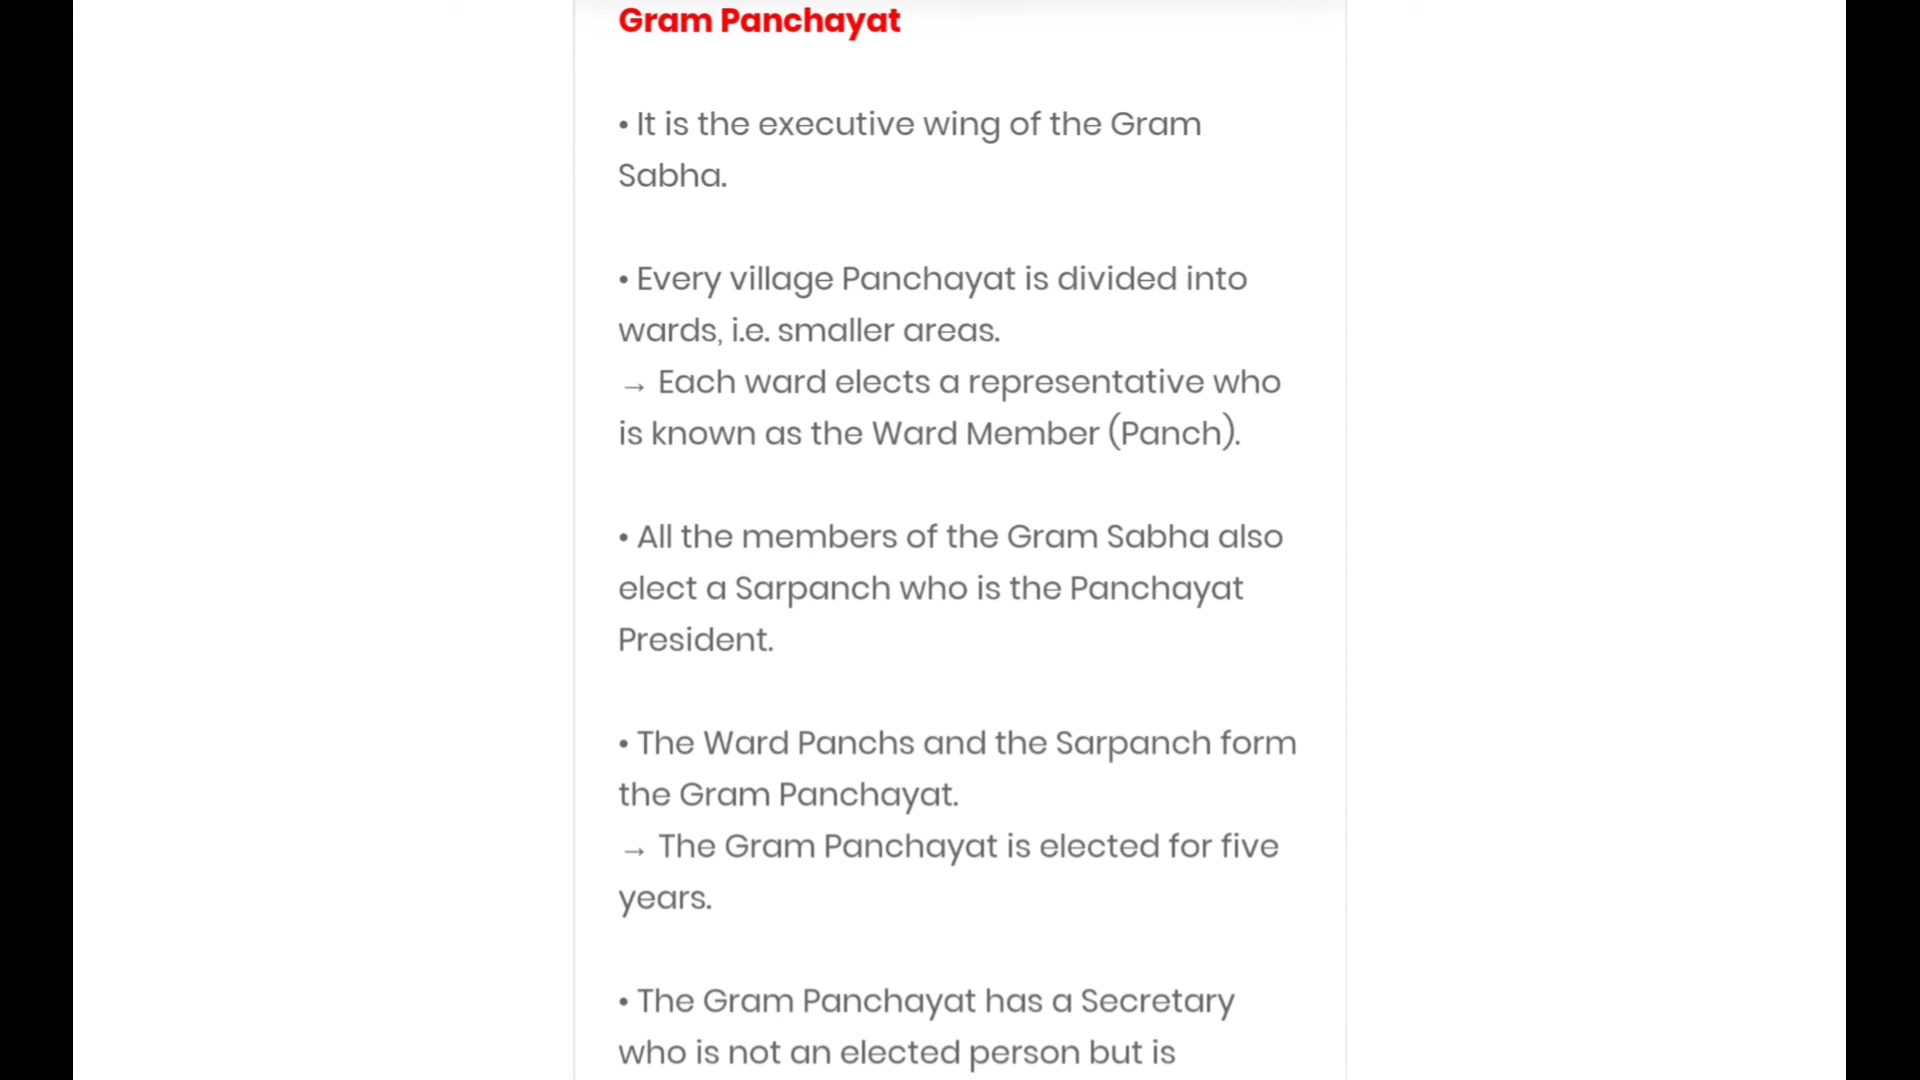 Gram Panchayat
• It is the executive wing of the Gram
Sabha.
• Every village Panchayat is divided into
wards, i.e. smaller areas.
→ Each ward elects a representative who
is known as the Ward Member (Panch).
• All the members of the Gram Sabha also
elect a Sarpanch who is the Panchayat
President.
• The Ward Panchs and the Sarpanch form
the Gram Panchayat.
→ The Gram Panchayat is elected for five
years.
• The Gram Panchayat has a Secretary
who is not an elected person but is